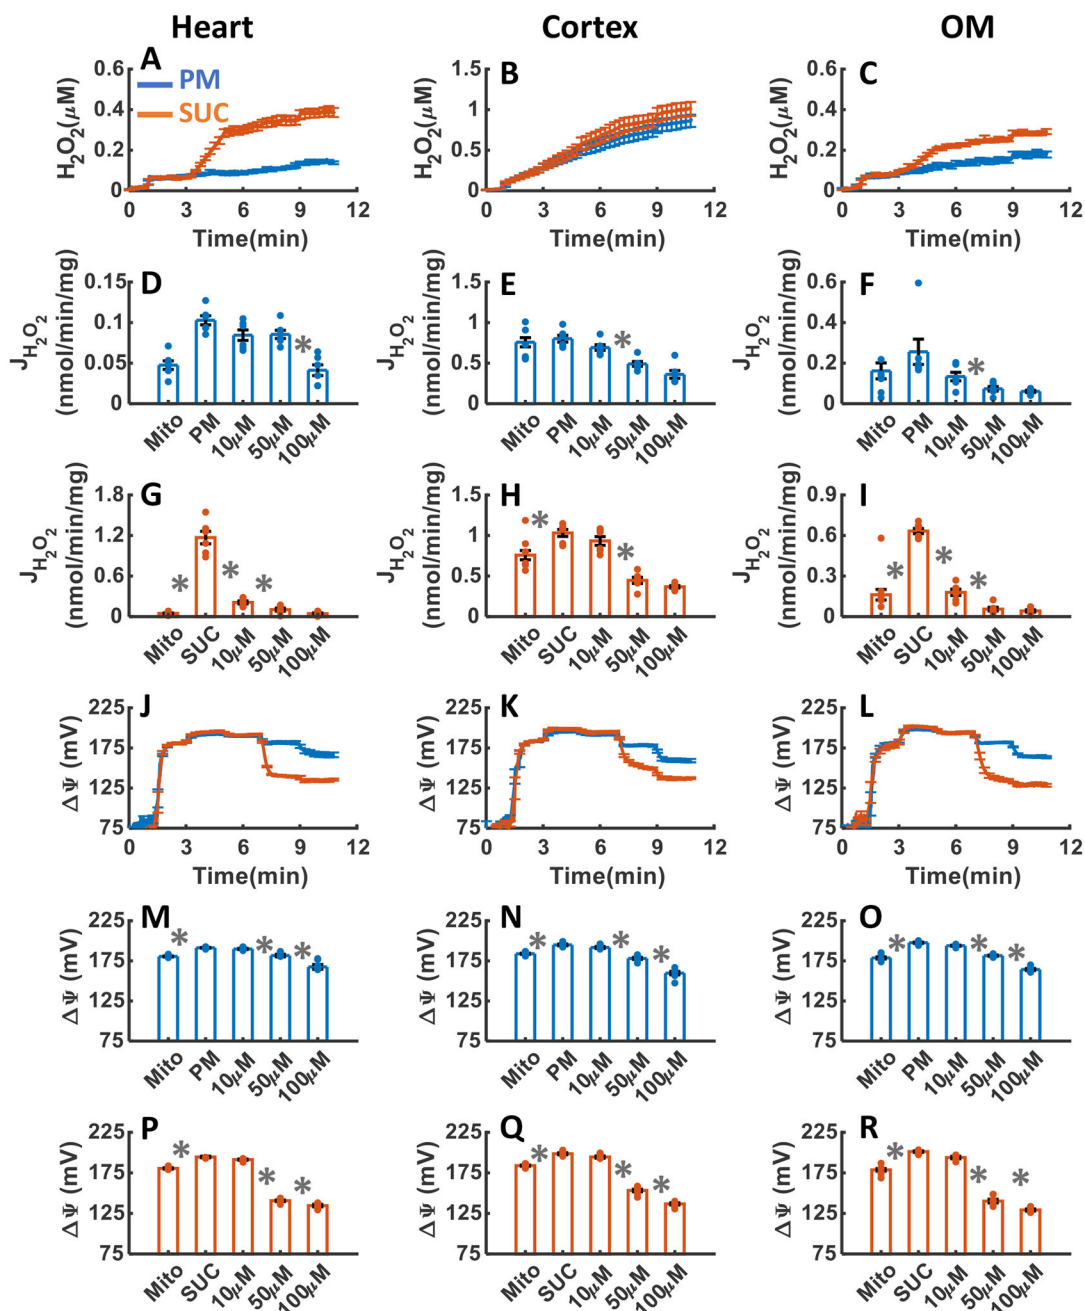 Heart Cortex OM
A B C
PM
SUC
H2O2(μM) H2O2(μM) H2O2(μM)
0.6 1.5 0.6
0.4 1 0.4
0.2 0.5 0.2
0 0 0
0 3 6 9 12 0 3 6 9 12 0 3 6 9 12
Time(min) Time(min) Time(min)
D E F
JH2O2 (nmol/min/mg) JH2O2 (nmol/min/mg) JH2O2 (nmol/min/mg)
0.15 1.5 0.6
0.1 1 0.4
0.05 0.5 0.2
0 0 0
* * *
Mito PM 10μM 50μM 100μM Mito PM 10μM 50μM 100μM Mito PM 10μM 50μM 100μM
G H I
JH2O2 (nmol/min/mg) JH2O2 (nmol/min/mg) JH2O2 (nmol/min/mg)
1.8 1.5 0.9
1.2 1 0.6
0.6 0.5 0.3
0 0 0
* * * * * * * *
Mito SUC 10μM 50μM 100μM Mito SUC 10μM 50μM 100μM Mito SUC 10μM 50μM 100μM
J K L
ΔΨ (mV) ΔΨ (mV) ΔΨ (mV)
225 225 225
175 175 175
125 125 125
75 75 75
0 3 6 9 12 0 3 6 9 12 0 3 6 9 12
Time(min) Time(min) Time(min)
M N O
ΔΨ (mV) ΔΨ (mV) ΔΨ (mV)
225 225 225
175 175 175
125 125 125
75 75 75
* * * * * * * * *
Mito PM 10μM 50μM 100μM Mito PM 10μM 50μM 100μM Mito PM 10μM 50μM 100μM
P Q R
ΔΨ (mV) ΔΨ (mV) ΔΨ (mV)
225 225 225
175 175 175
125 125 125
75 75 75
* * * * * * * * *
Mito SUC 10μM 50μM 100μM Mito SUC 10μM 50μM 100μM Mito SUC 10μM 50μM 100μM